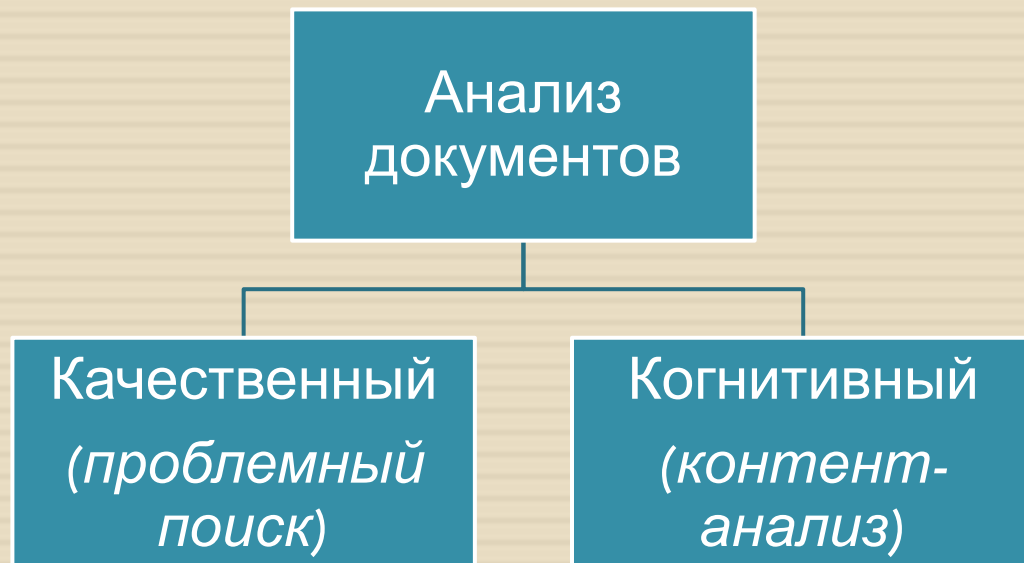 Анализ
документов
Качественный
(проблемный
поиск)
Когнитивный
(контент-
анализ)